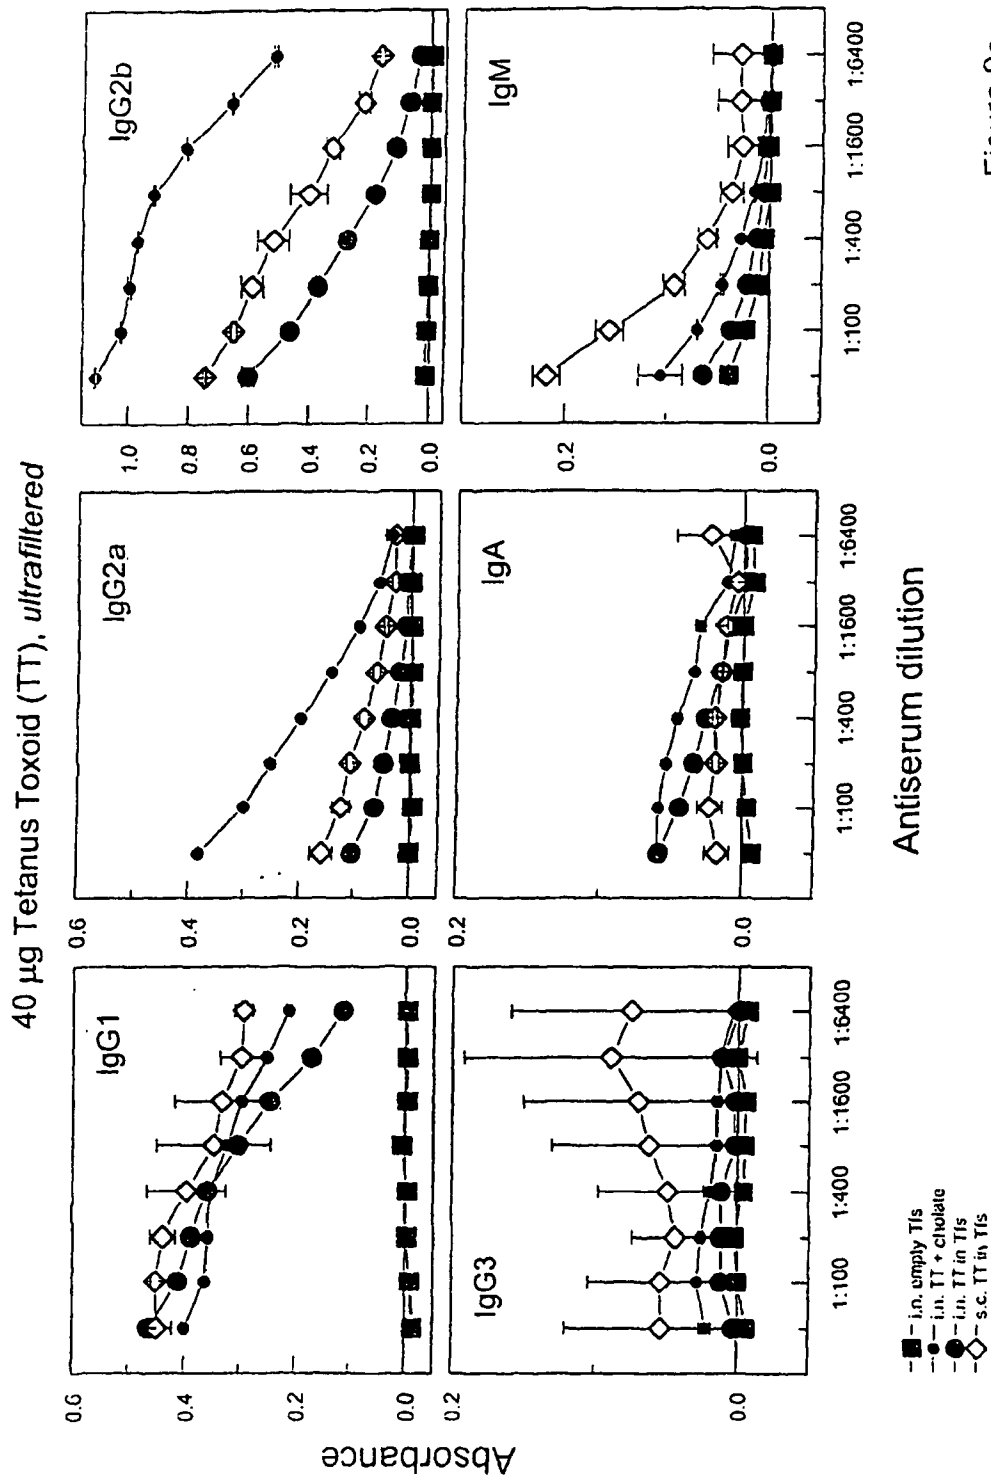 40 µg Tetanus Toxoid (TT), ultrafiltered
Absorbance
IgG1
0.6
0.4
0.2
0.0
IgG2a
0.6
0.4
0.2
0.0
IgG2b
1.0
0.8
0.6
0.4
0.2
0.0
IgG3
0.2
0.0
1:100
1:400
1:1600
1:6400
IgA
0.2
0.0
1:100
1:400
1:1600
1:6400
IgM
0.2
0.0
1:100
1:400
1:1600
1:6400
Antiserum dilution
i.n. empty Tfs
i.n. TT + cholate
i.n. TT in Tfs
s.c. TT in Tfs
Figure